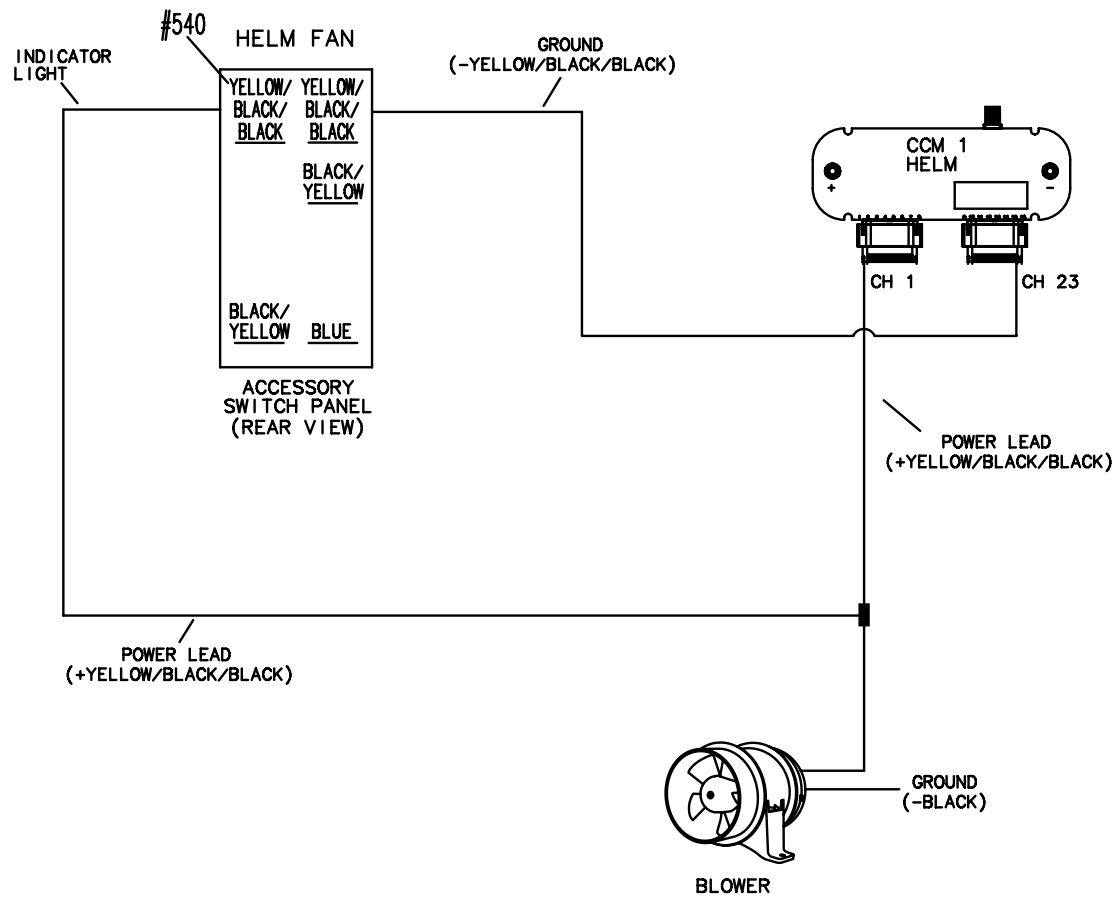 #540
HELM FAN
INDICATOR
LIGHT
GROUND
(-YELLOW/BLACK/BLACK)
YELLOW/
BLACK/
BLACK
YELLOW/
BLACK/
BLACK
BLACK/
YELLOW
BLACK/
YELLOW
BLUE
ACCESSORY
SWITCH PANEL
(REAR VIEW)
CCM 1
HELM
+
-
CH 1
CH 23
POWER LEAD
(+YELLOW/BLACK/BLACK)
POWER LEAD
(+YELLOW/BLACK/BLACK)
GROUND
(-BLACK)
BLOWER